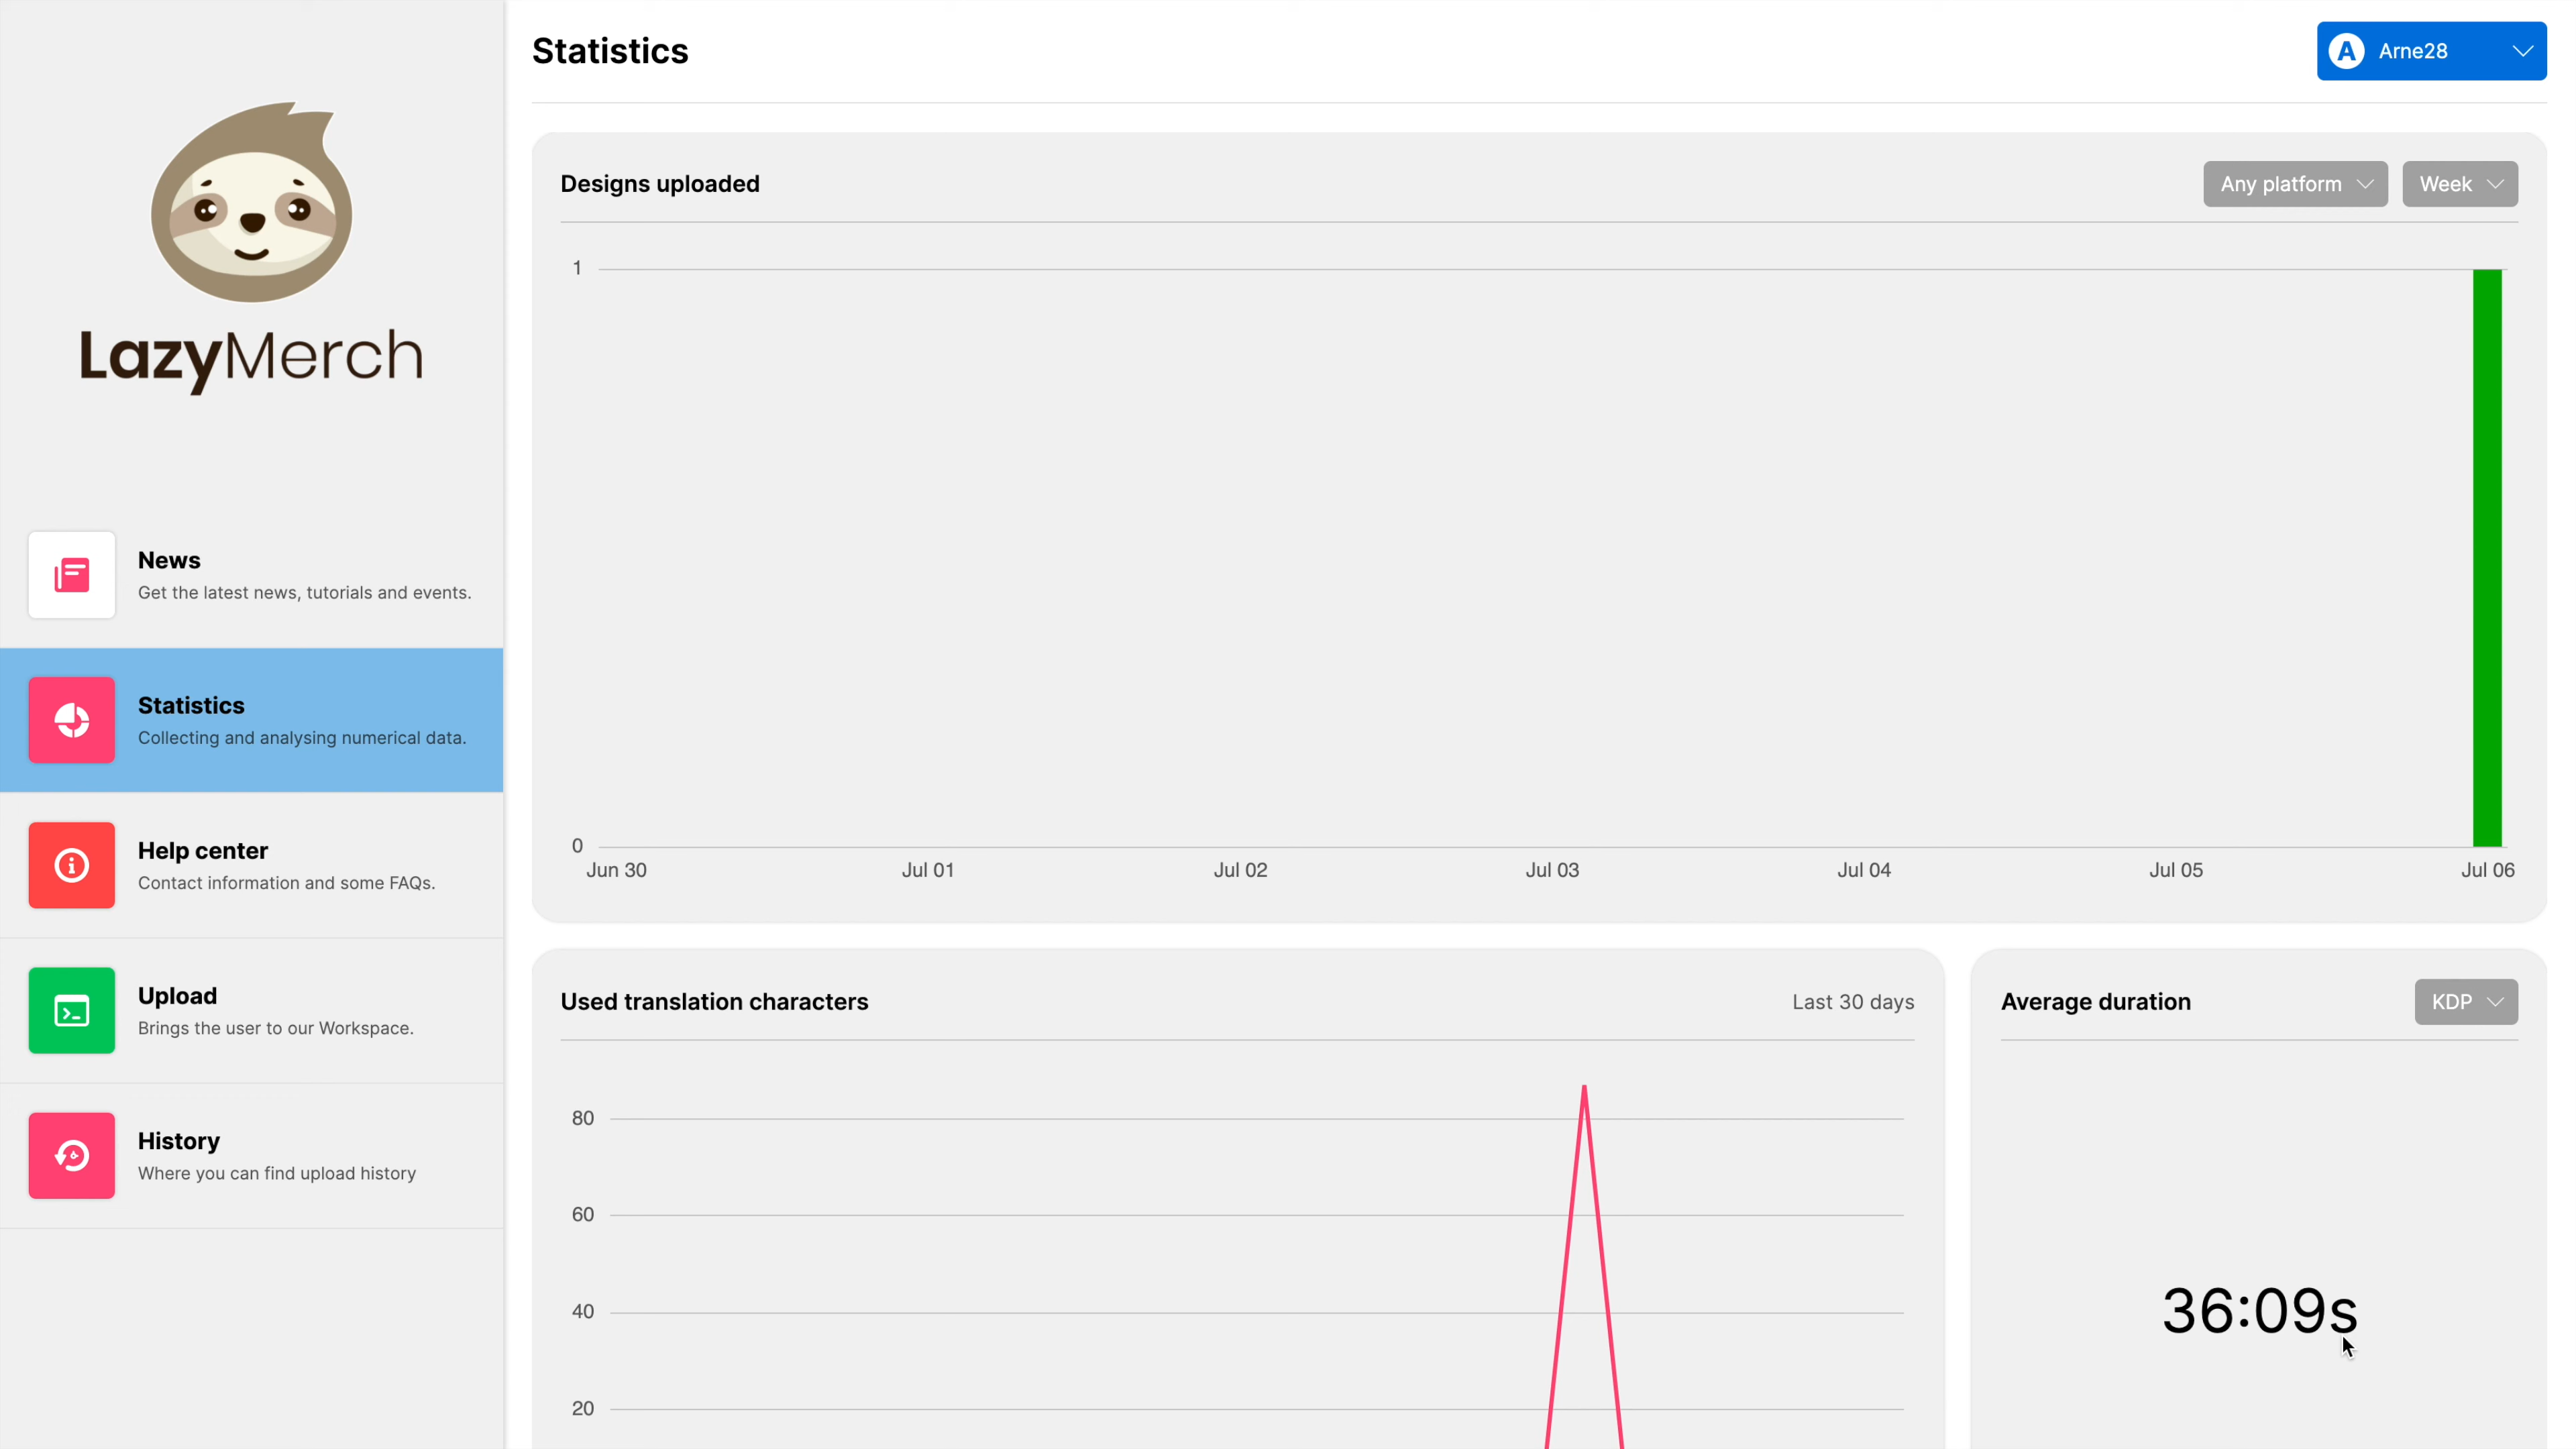 LazyMerch
News
Get the latest news, tutorials and events.
Statistics
Collecting and analysing numerical data.
Help center
Contact information and some FAQs.
Upload
Brings the user to our Workspace.
History
Where you can find upload history
Statistics
A Arne28
Designs uploaded
Any platform
Week
1
0
Jun 30 Jul 01 Jul 02 Jul 03 Jul 04 Jul 05 Jul 06
Used translation characters
Last 30 days
80
60
40
20
Average duration
KDP
36:09s